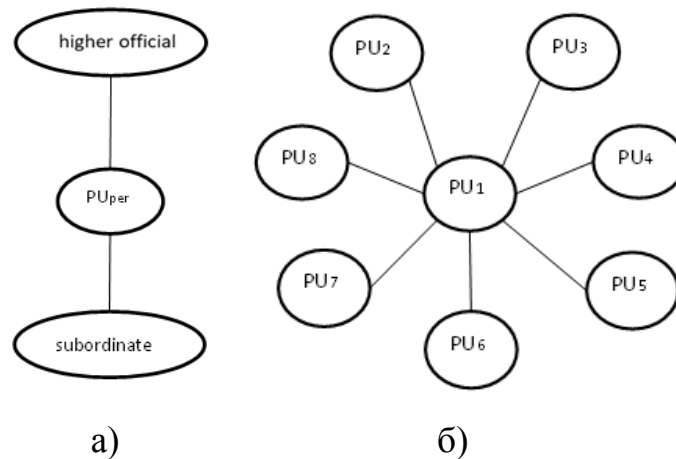 higher official
PUper
subordinate
а)
PU2
PU3
PU8
PU1
PU4
PU7
PU5
PU6
б)